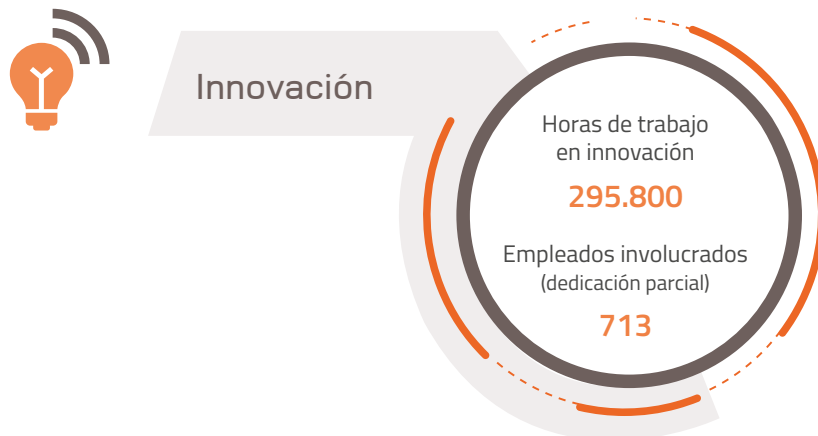 Innovación
Horas de trabajo
en innovación
295.800
Empleados involucrados
(dedicación parcial)
713